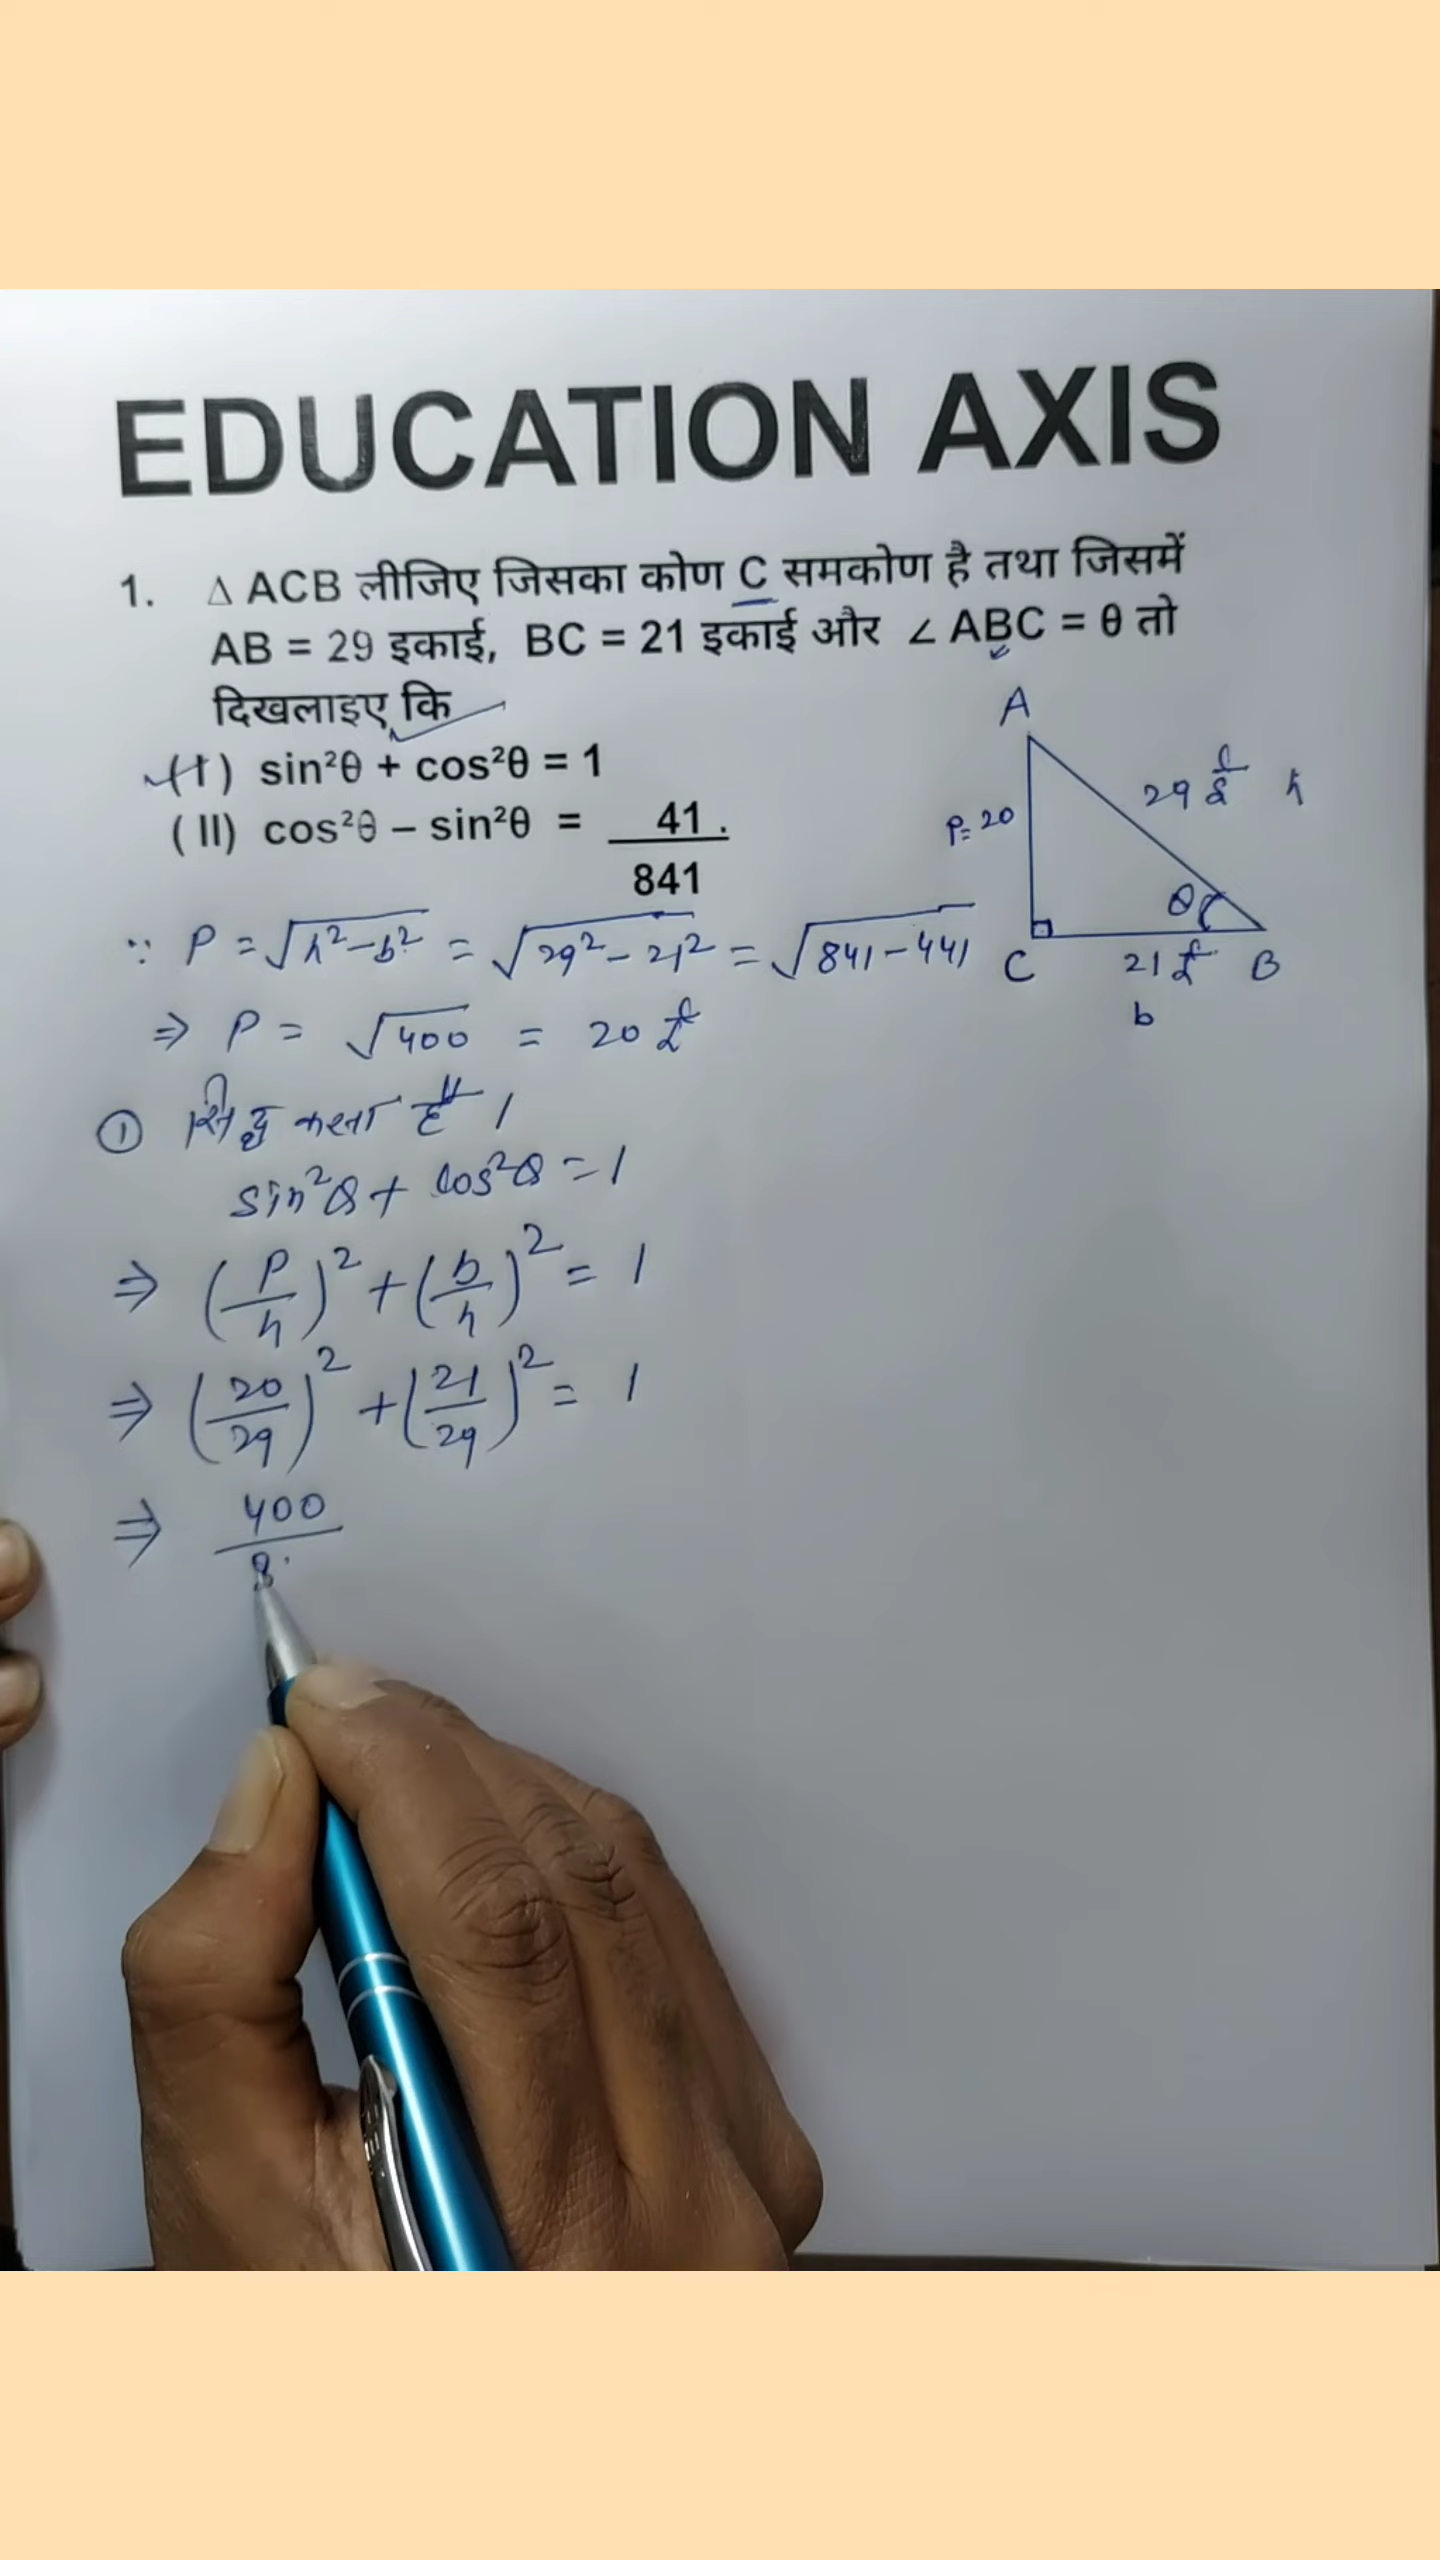 EDUCATION AXIS
1. Δ ACB लीजिए जिसका कोण C समकोण है तथा जिसमें
AB = 29 इकाई, BC = 21 इकाई और ∠ ABC = θ तो
दिखलाइए कि
(I) sin²θ + cos²θ = 1
(II) cos²θ – sin²θ = 41 .
841
A
29 ई h
P = 20
θ
C 21 ई B
b
∵ P = √h²-b² = √29² - 21² = √841 - 441
⇒ P = √400 = 20 ई
① सिद्ध करना है ।
sin²θ + cos²θ = 1
⇒ (P/h)² + (b/h)² = 1
⇒ (20/29)² + (21/29)² = 1
⇒ 400
8